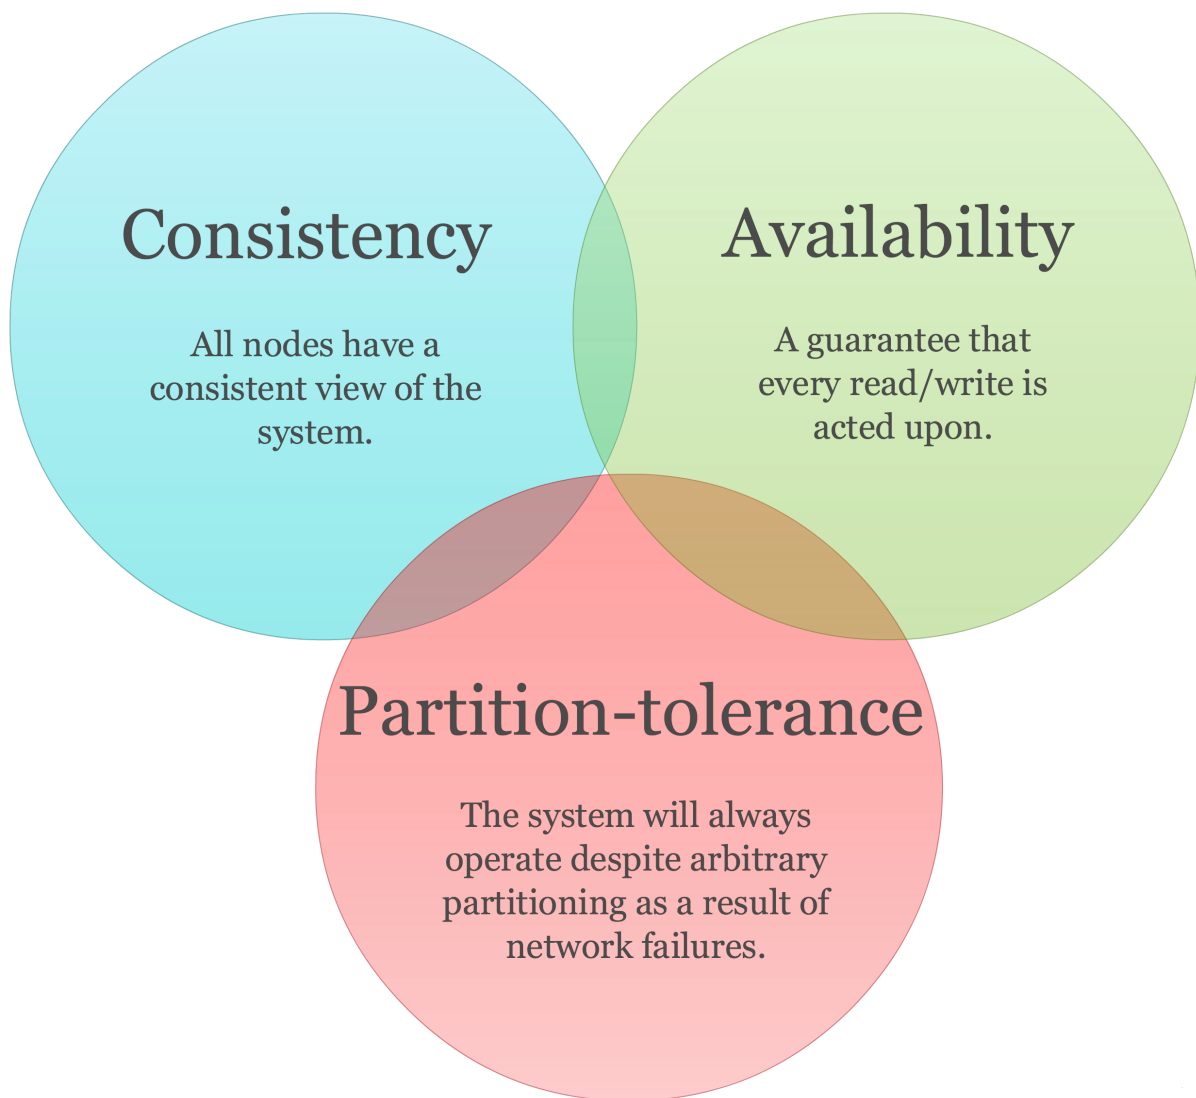 Consistency
All nodes have a
consistent view of the
system.
Availability
A guarantee that
every read/write is
acted upon.
Partition-tolerance
The system will always
operate despite arbitrary
partitioning as a result of
network failures.